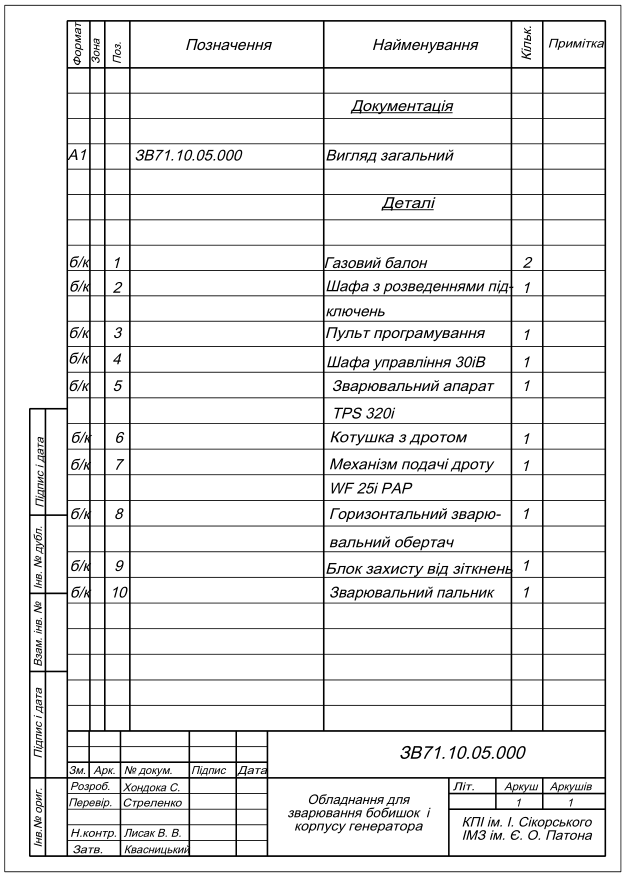 Формат Зона Поз. Позначення Найменування Кільк. Примітка
Документація
А1 ЗВ71.10.05.000 Вигляд загальний
Деталі
б/к 1 Газовий балон 2
б/к 2 Шафа з розведеннями під- 1
ключень
б/к 3 Пульт програмування 1
б/к 4 Шафа управління 30iB 1
б/к 5 Зварювальний апарат 1
TPS 320i
б/к 6 Котушка з дротом 1
б/к 7 Механізм подачі дроту 1
WF 25i PAP
б/к 8 Горизонтальний зварю- 1
вальний обертач
б/к 9 Блок захисту від зіткнень 1
б/к 10 Зварювальний пальник 1
Підпис і дата
Інв. № дубл.
Взам. інв. №
Підпис і дата
Інв.№ ориг.
ЗВ71.10.05.000
Зм. Арк. № докум. Підпис Дата
Розроб. Хондока С.
Перевір. Стреленко
Н.контр. Лисак В. В.
Затв. Квасницький
Обладнання для
зварювання бобишок і
корпусу генератора
Літ. Аркуш Аркушів
1 1
КПІ ім. І. Сікорського
ІМЗ ім. Є. О. Патона